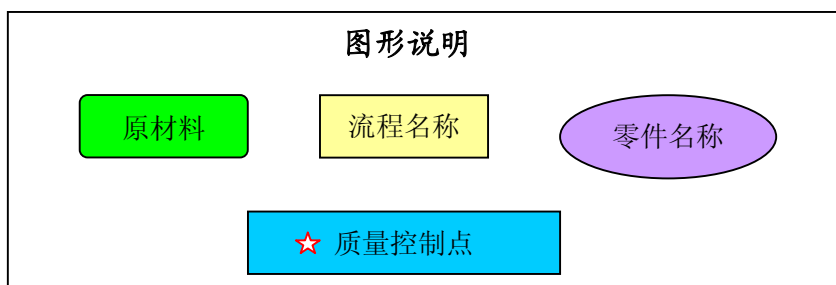 图形说明
原材料
流程名称
零件名称
☆ 质量控制点